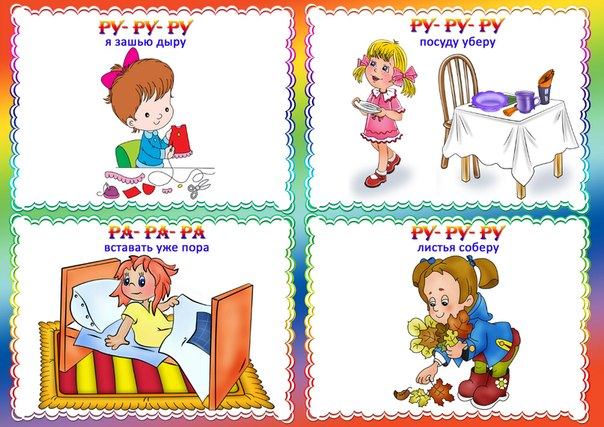 РУ- РУ- РУ
я зашью дыру
РУ- РУ- РУ
посуду уберу
РА- РА- РА
вставать уже пора
РУ- РУ- РУ
листья соберу